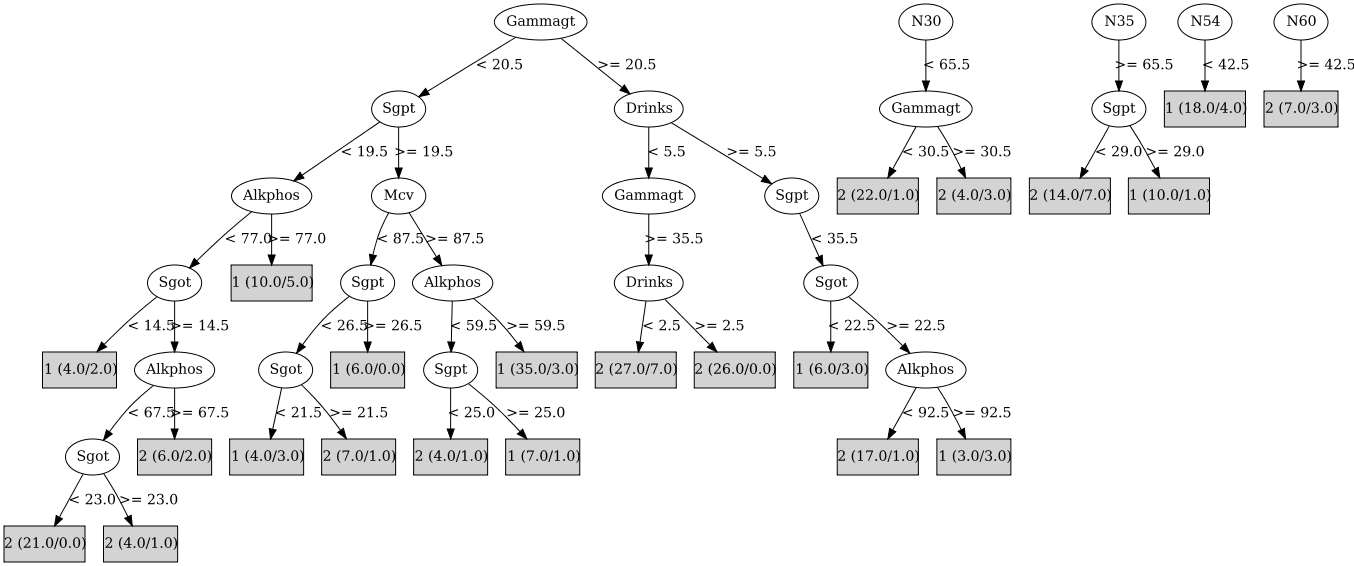 Gammagt N30 N35 N54 N60
< 20.5 >= 20.5 < 65.5 >= 65.5 < 42.5 >= 42.5
Sgpt Drinks Gammagt Sgpt 1 (18.0/4.0) 2 (7.0/3.0)
< 19.5 >= 19.5 < 5.5 >= 5.5 < 30.5 >= 30.5 < 29.0 >= 29.0
Alkphos Mcv Gammagt Sgpt 2 (22.0/1.0) 2 (4.0/3.0) 2 (14.0/7.0) 1 (10.0/1.0)
< 77.0 >= 77.0 < 87.5 >= 87.5 >= 35.5 < 35.5
Sgot 1 (10.0/5.0) Sgpt Alkphos Drinks Sgot
< 14.5 >= 14.5 < 26.5 >= 26.5 < 59.5 >= 59.5 < 2.5 >= 2.5 < 22.5 >= 22.5
1 (4.0/2.0) Alkphos Sgot 1 (6.0/0.0) Sgpt 1 (35.0/3.0) 2 (27.0/7.0) 2 (26.0/0.0) 1 (6.0/3.0) Alkphos
< 67.5 >= 67.5 < 21.5 >= 21.5 < 25.0 >= 25.0 < 92.5 >= 92.5
Sgot 2 (6.0/2.0) 1 (4.0/3.0) 2 (7.0/1.0) 2 (4.0/1.0) 1 (7.0/1.0) 2 (17.0/1.0) 1 (3.0/3.0)
< 23.0 >= 23.0
2 (21.0/0.0) 2 (4.0/1.0)